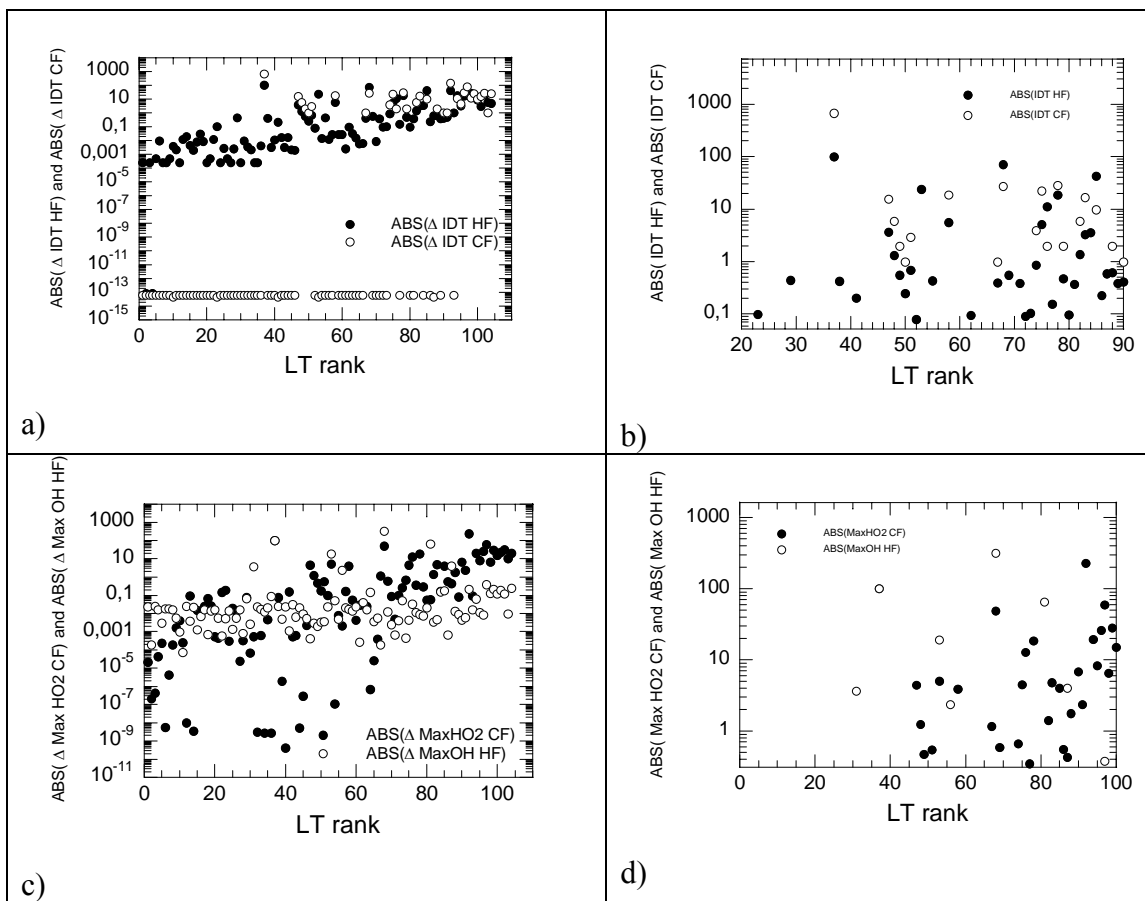 ABS( Δ IDT HF) and ABS( Δ IDT CF)
1000
10
0,1
0,001
10-5
10-7
10-9
10-11
10-13
10-15
ABS(Δ IDT HF)
ABS(Δ IDT CF)
0 20 40 60 80 100
LT rank
a)
ABS( IDT HF) and ABS( IDT CF)
1000
100
10
1
0,1
ABS(IDT HF)
ABS(IDT CF)
20 30 40 50 60 70 80 90
LT rank
b)
ABS( Δ Max HO2 CF) and ABS( Δ Max OH HF)
1000
10
0,1
0,001
10-5
10-7
10-9
10-11
ABS(Δ MaxHO2 CF)
ABS(Δ MaxOH HF)
0 20 40 60 80 100
LT rank
c)
ABS( Max HO2 CF) and ABS( Max OH HF)
1000
100
10
1
ABS(MaxHO2 CF)
ABS(MaxOH HF)
0 20 40 60 80 100
LT rank
d)